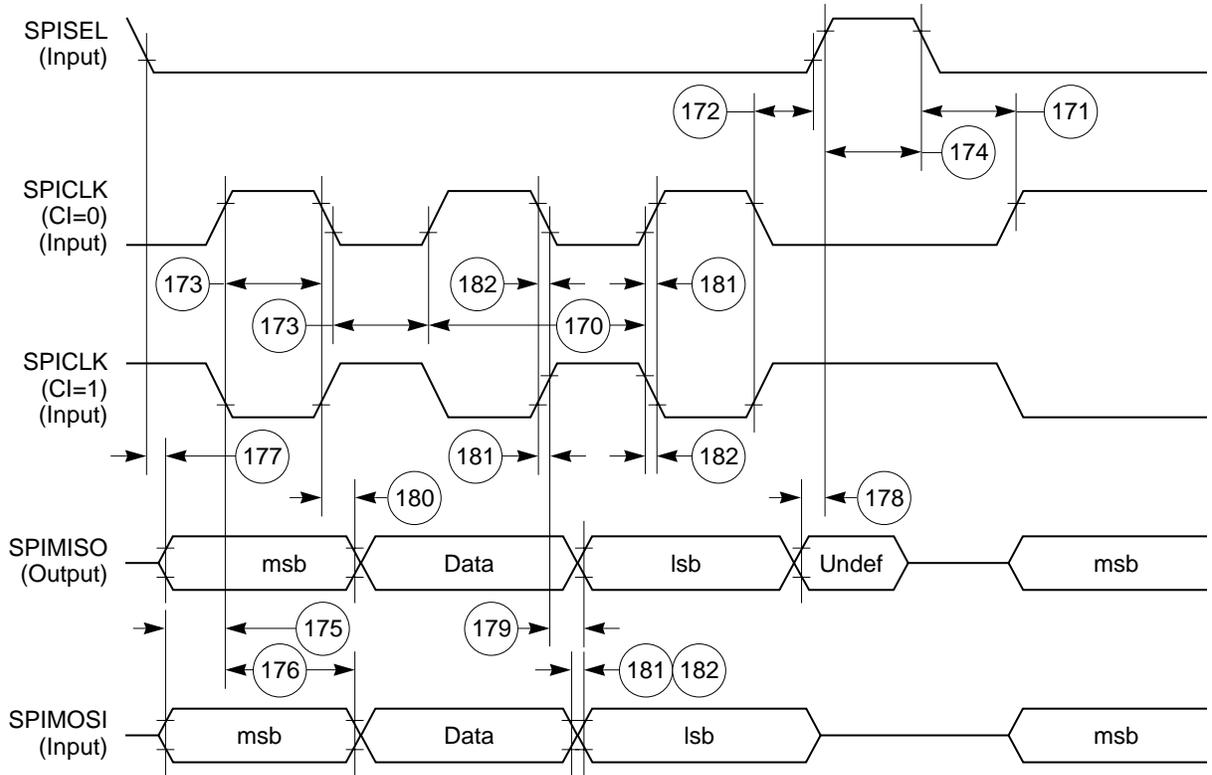 SPISEL
(Input)
172
171
174
SPICLK
(CI=0)
(Input)
173
182
181
173
170
SPICLK
(CI=1)
(Input)
177
181
182
180
178
SPIMISO
(Output)
msb
Data
lsb
Undef
msb
175
179
176
181
182
SPIMOSI
(Input)
msb
Data
lsb
msb